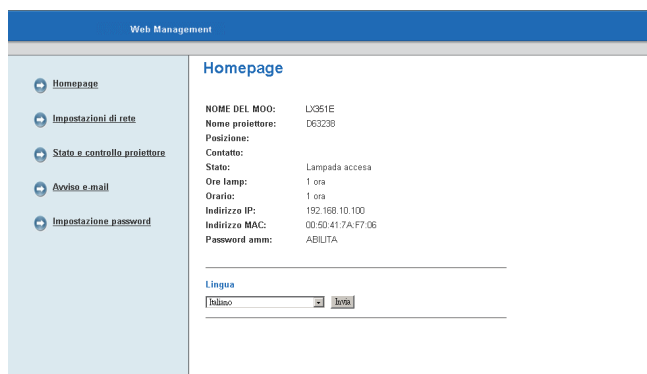 Web Management
Homepage
Impostazioni di rete
Stato e controllo proiettore
Avviso e-mail
Impostazione password
Homepage
NOME DEL MOO: LX351E
Nome proiettore: D6323B
Posizione:
Contatto:
Stato: Lampada accesa
Ore lamp: 1 ora
Orario: 1 ora
Indirizzo IP: 192.168.10.100
Indirizzo MAC: 00:50:41:7A:F7:06
Password amm: ABILITA
Lingua
Italiano Invia